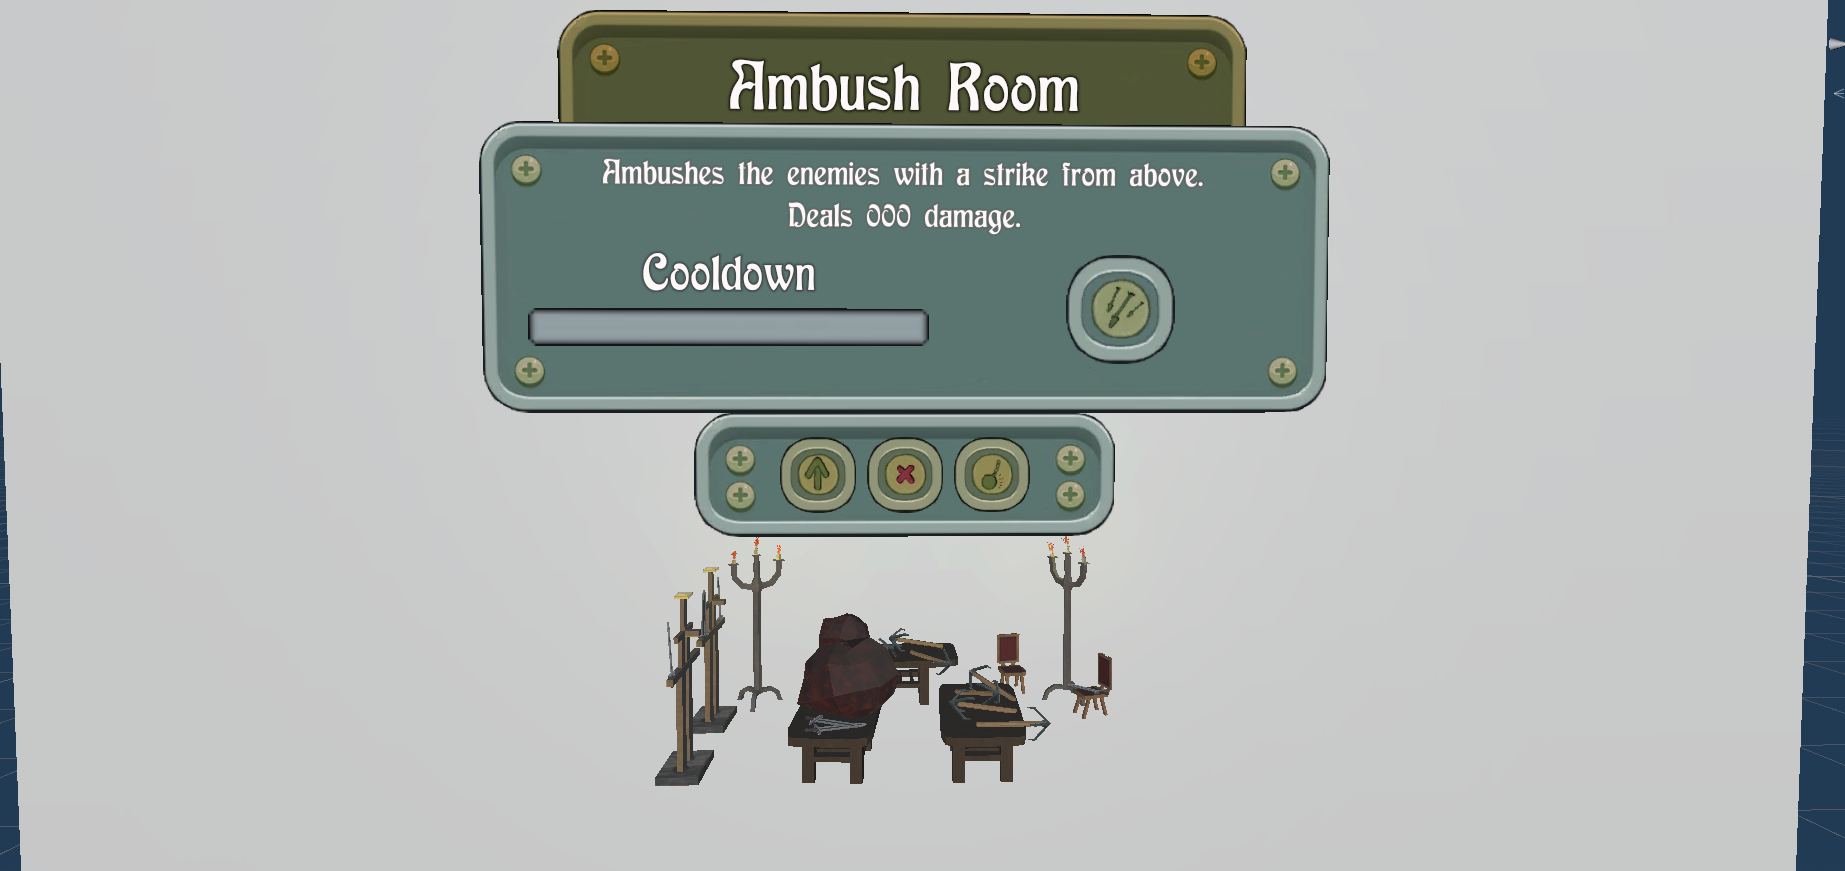 Ambush Room
Ambushes the enemies with a strike from above.
Deals 000 damage.
Cooldown